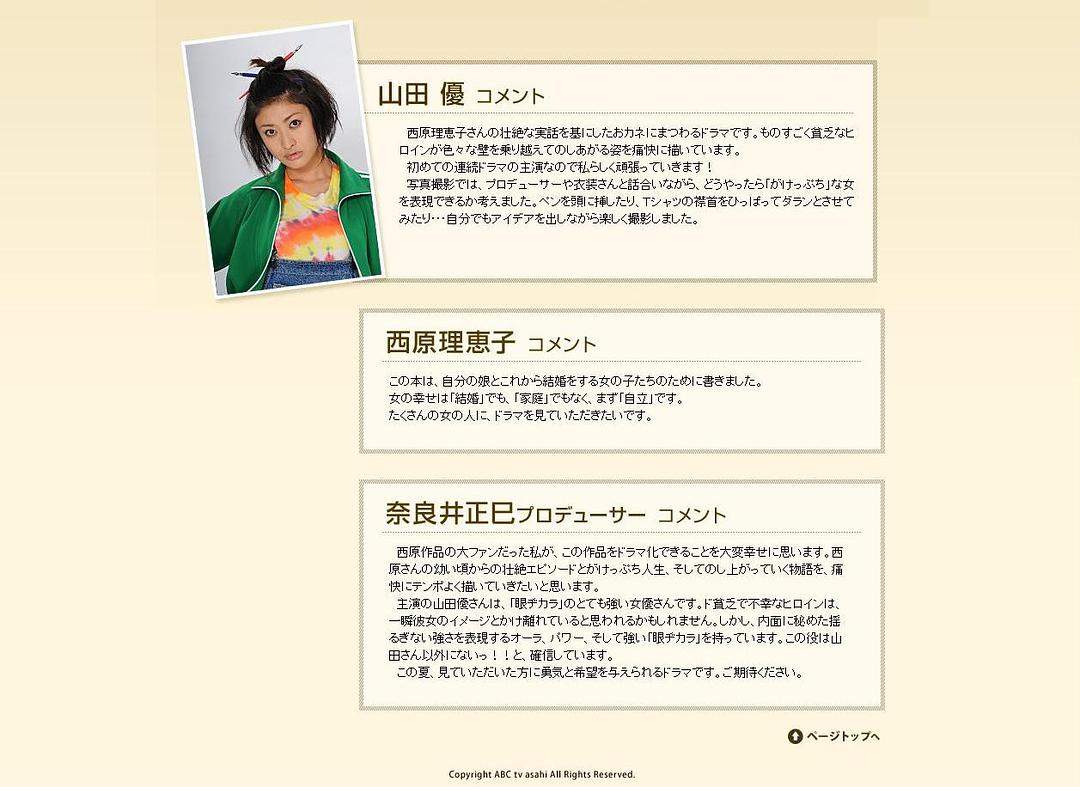 山田 優 コメント
西原理恵子さんの壮絶な実話を基にしたおカネにまつわるドラマです。ものすごく貧乏なヒ
ロインが色々な壁を乗り越えてのしあがる姿を痛快に描いています。
初めての連続ドラマの主演なので私らしく頑張っていきます！
写真撮影では、プロデューサーや衣装さんと話合いながら、どうやったら「がけっぷち」な女
を表現できるか考えました。ペンを頭に挿したり、Tシャツの襟首をひっぱってダランとさせて
みたり・・・自分でもアイデアを出しながら楽しく撮影しました。
西原理恵子 コメント
この本は、自分の娘とこれから結婚をする女の子たちのために書きました。
女の幸せは「結婚」でも、「家庭」でもなく、まず「自立」です。
たくさんの女の人に、ドラマを見ていただきたいです。
奈良井正巳プロデューサー コメント
西原作品の大ファンだった私が、この作品をドラマ化できることを大変幸せに思います。西
原さんの幼い頃からの壮絶エピソードとがけっぷち人生、そしてのし上がっていく物語を、痛
快にテンポよく描いていきたいと思います。
主演の山田優さんは、「眼ヂカラ」のとても強い女優さんです。ド貧乏で不幸なヒロインは、
一瞬彼女のイメージとかけ離れていると思われるかもしれません。しかし、内面に秘めた揺
るぎない強さを表現するオーラ、パワー、そして強い「眼ヂカラ」を持っています。この役は山
田さん以外にないっ！！と、確信しています。
この夏、見ていただいた方に勇気と希望を与えられるドラマです。ご期待ください。
ページトップへ
Copyright ABC tv asahi All Rights Reserved.